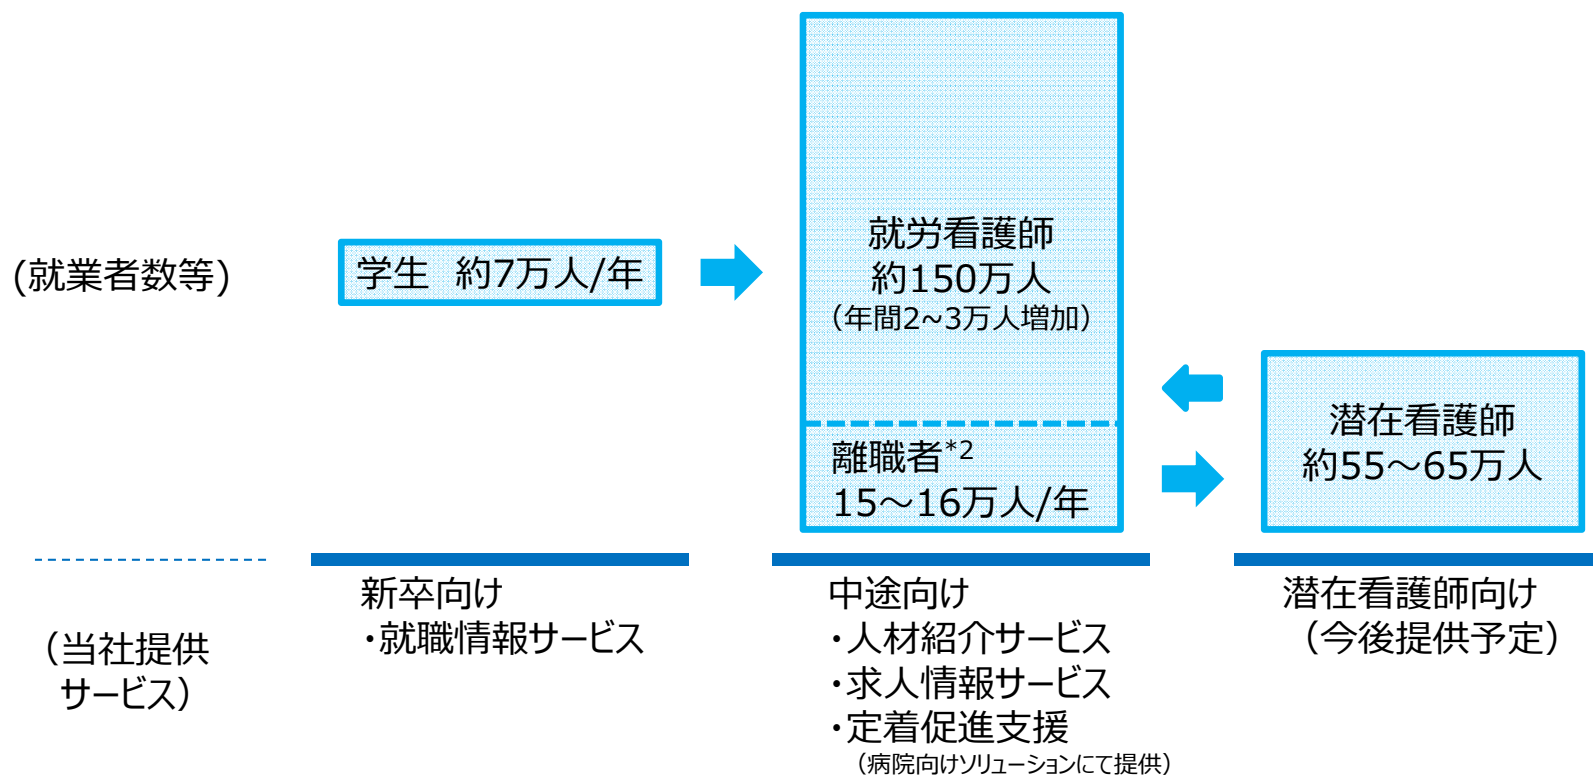 就労看護師
約150万人
（年間2~3万人増加）
(就業者数等)
学生　約7万人/年
離職者*2
15～16万人/年
潜在看護師
約55～65万人
（当社提供
サービス）
新卒向け
・就職情報サービス
中途向け
・人材紹介サービス
・求人情報サービス
・定着促進支援
（病院向けソリューションにて提供）
潜在看護師向け
（今後提供予定）